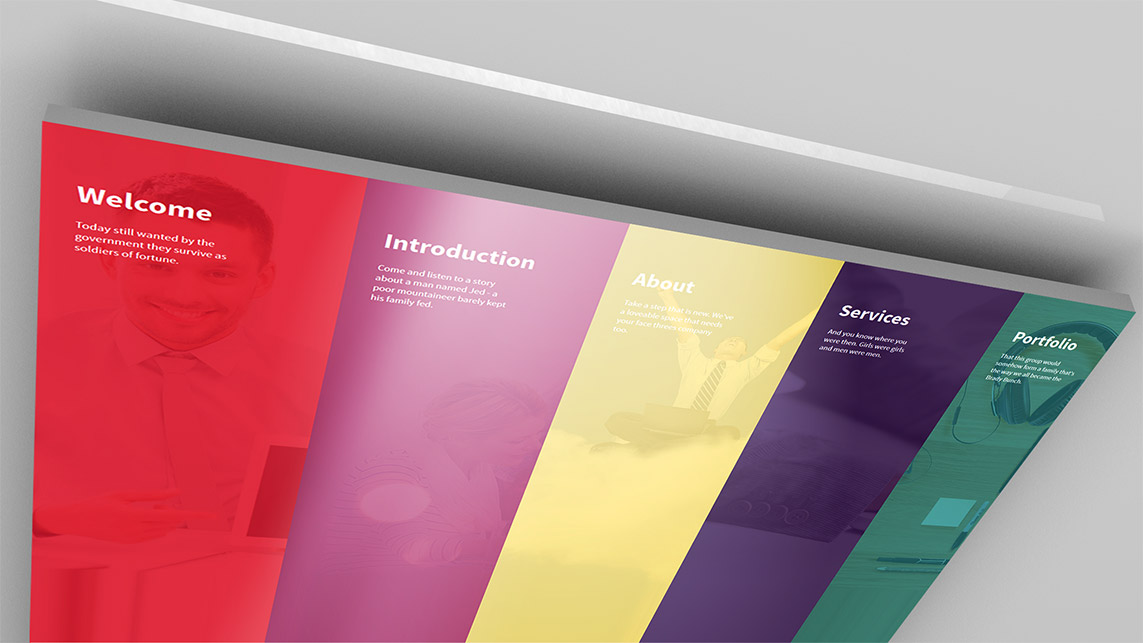 Welcome
Today still wanted by the
government they survive as
soldiers of fortune.
Introduction
Come and listen to a story
about a man named Jed - a
poor mountaineer barely kept
his family fed.
About
Take a step that is new. We've
a loveable space that needs
your face threes company
too.
Services
And you know where you
were then. Girls were girls
and men were men.
Portfolio
That this group would
somehow form a family that's
the way we all became the
Brady Bunch.